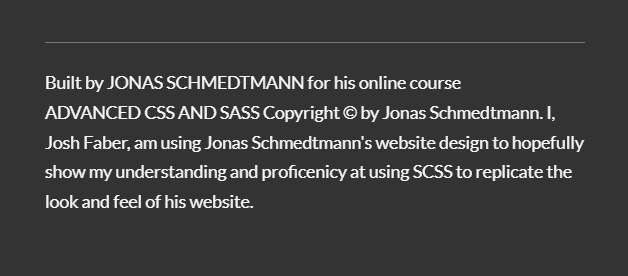 Built by JONAS SCHMEDTMANN for his online course
ADVANCED CSS AND SASS Copyright © by Jonas Schmedtmann. I,
Josh Faber, am using Jonas Schmedtmann's website design to hopefully
show my understanding and proficenicy at using SCSS to replicate the
look and feel of his website.